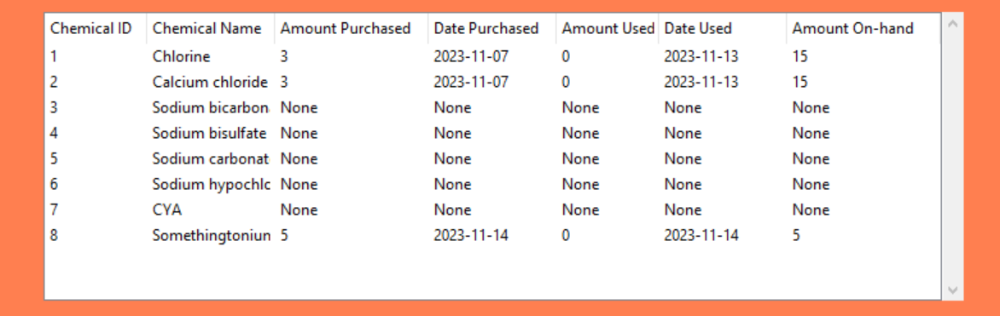 Chemical ID Chemical Name Amount Purchased Date Purchased Amount Used Date Used Amount On-hand
1 Chlorine 3 2023-11-07 0 2023-11-13 15
2 Calcium chloride 3 2023-11-07 0 2023-11-13 15
3 Sodium bicarbon None None None None None
4 Sodium bisulfate None None None None None
5 Sodium carbonat None None None None None
6 Sodium hypochlc None None None None None
7 CYA None None None None None
8 Somethingtoniun 5 2023-11-14 0 2023-11-14 5